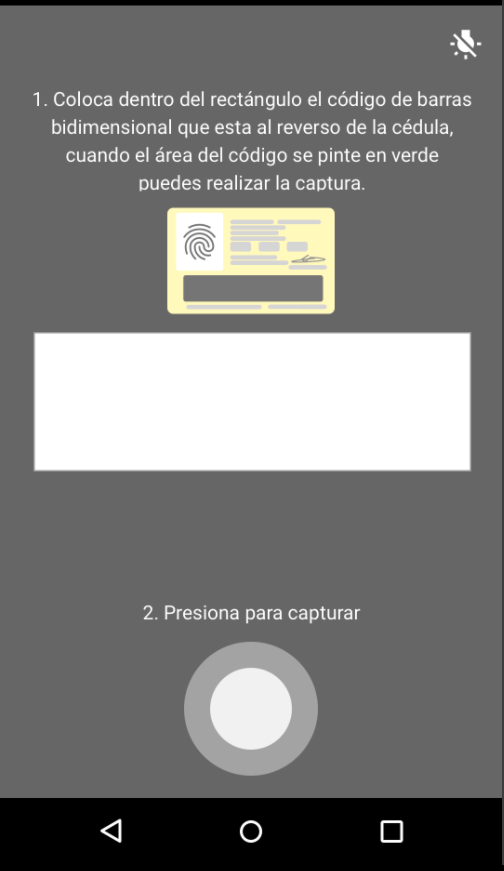 1. Coloca dentro del rectángulo el código de barras
bidimensional que esta al reverso de la cédula,
cuando el área del código se pinte en verde
puedes realizar la captura.
2. Presiona para capturar